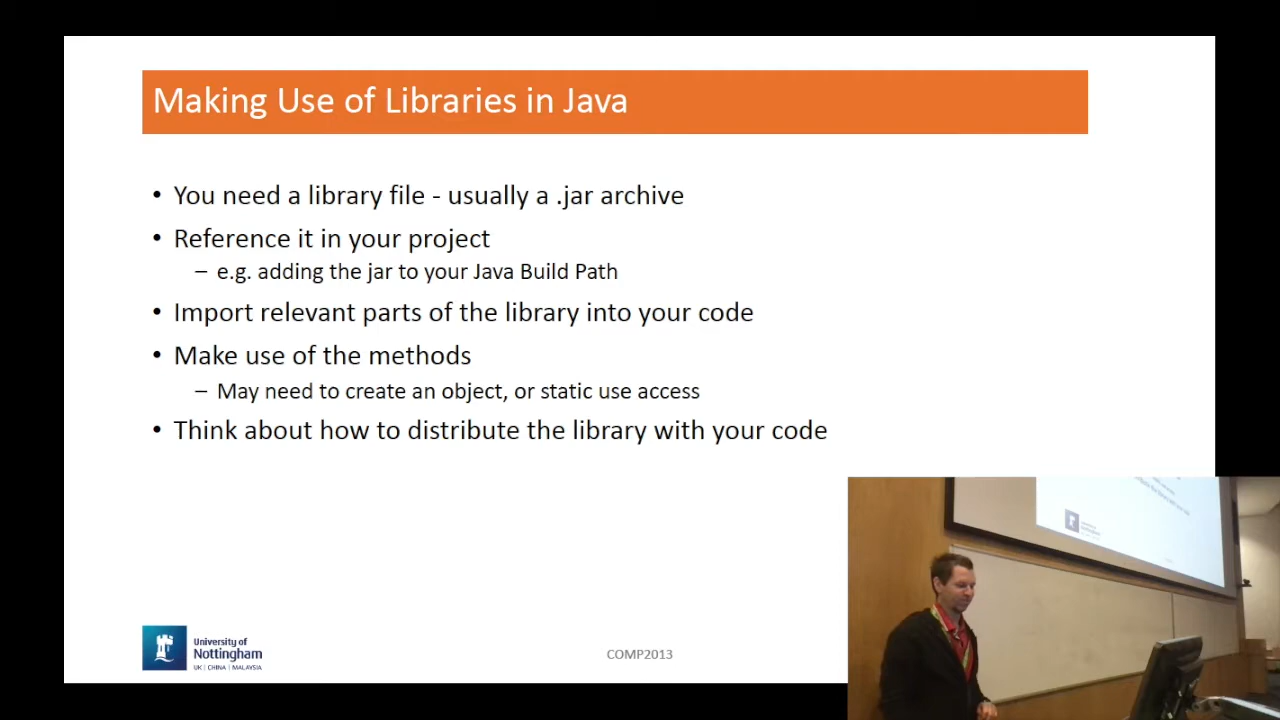 Making Use of Libraries in Java
• You need a library file - usually a .jar archive
• Reference it in your project
– e.g. adding the jar to your Java Build Path
• Import relevant parts of the library into your code
• Make use of the methods
– May need to create an object, or static use access
• Think about how to distribute the library with your code
University of
Nottingham
UK | CHINA | MALAYSIA
COMP2013